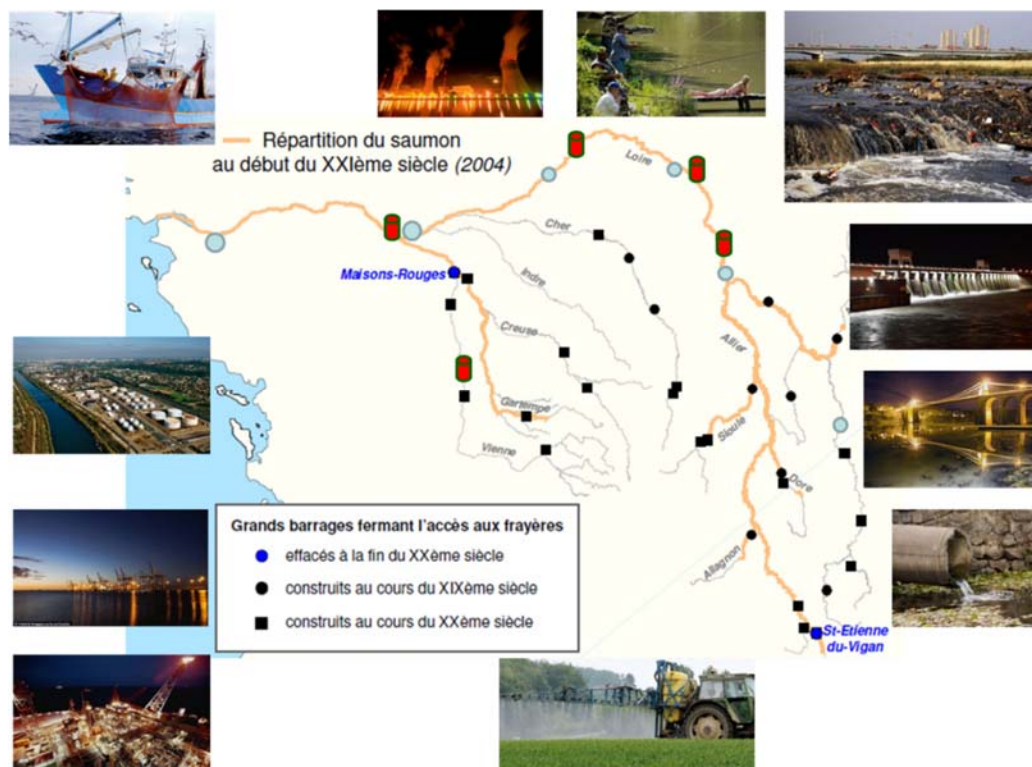 Répartition du saumon
au début du XXIème siècle (2004)
Loire
Cher
Maisons-Rouges
Indre
Creuse
Allier
Gartempe
Sioule
Vienne
Dore
Grands barrages fermant l'accès aux frayères
effacés à la fin du XXème siècle
Allagnon
construits au cours du XIXème siècle
construits au cours du XXème siècle
St-Etienne
du-Vigan